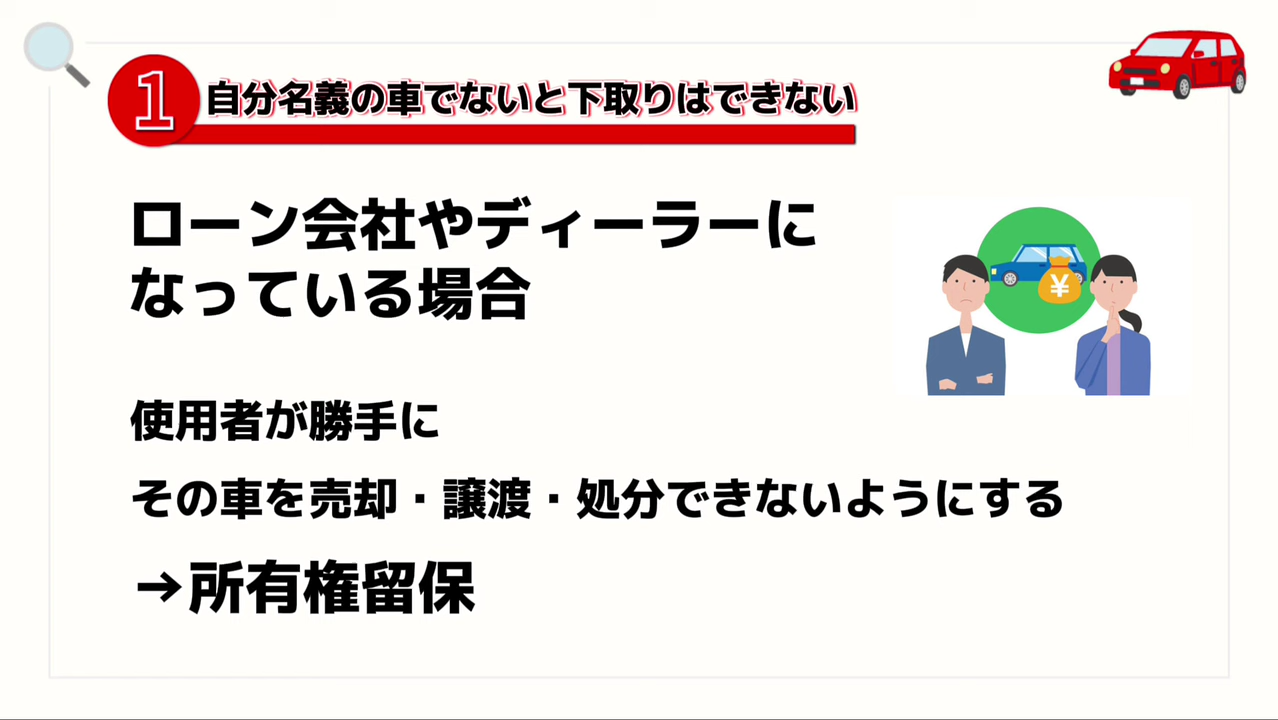 1 自分名義の車でないと下取りはできない
ローン会社やディーラーに
なっている場合
¥
使用者が勝手に
その車を売却・譲渡・処分できないようにする
→所有権留保